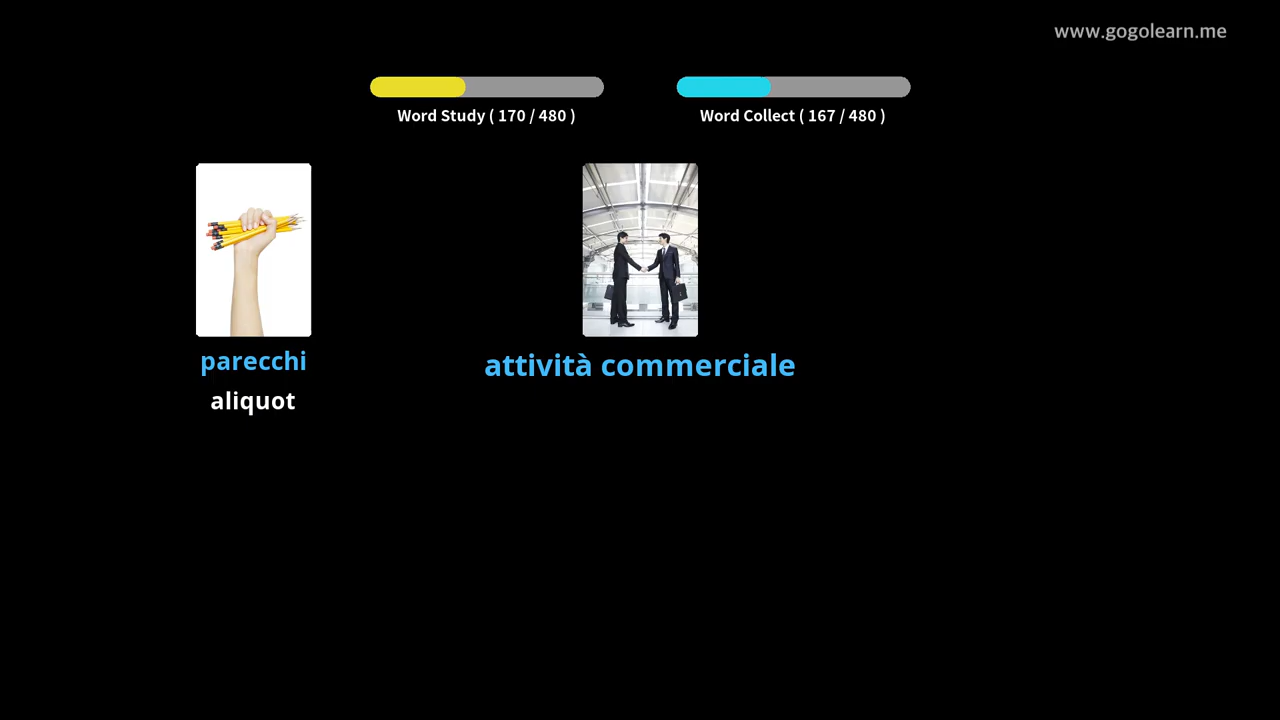 www.gogolearn.me
Word Study ( 170 / 480 )
Word Collect ( 167 / 480 )
parecchi
aliquot
attività commerciale